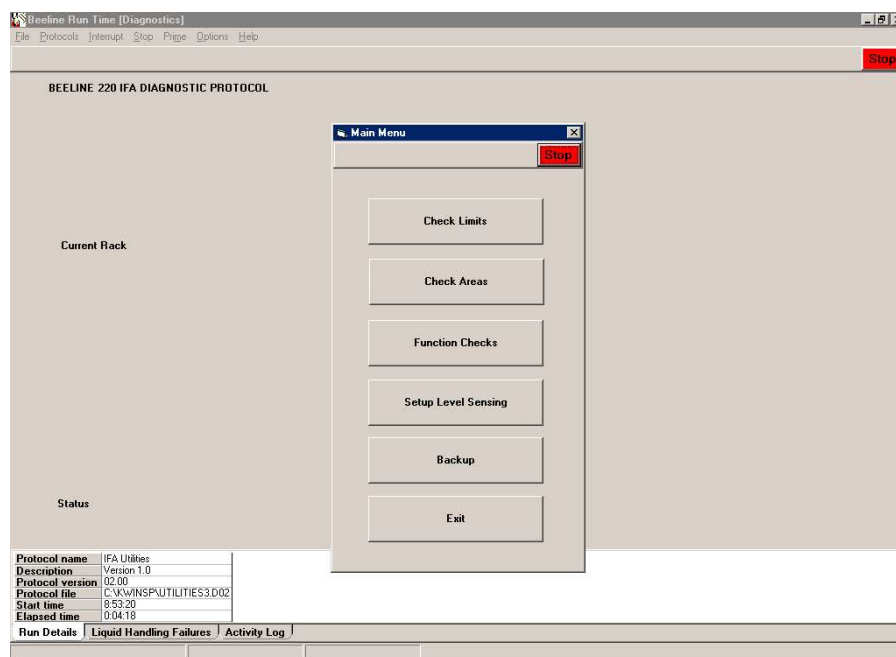 Beeline Run Time [Diagnostics]
File Protocols Interrupt Stop Prime Options Help
Stop
BEELINE 220 IFA DIAGNOSTIC PROTOCOL
Main Menu
Stop
Check Limits
Current Rack
Check Areas
Function Checks
Setup Level Sensing
Backup
Status
Exit
Protocol name IFA Utilities
Description Version 1.0
Protocol version 02.00
Protocol file C:\KWINSP\UTILITIES3.D02
Start time 8:53:20
Elapsed time 0:04:18
Run Details Liquid Handling Failures Activity Log